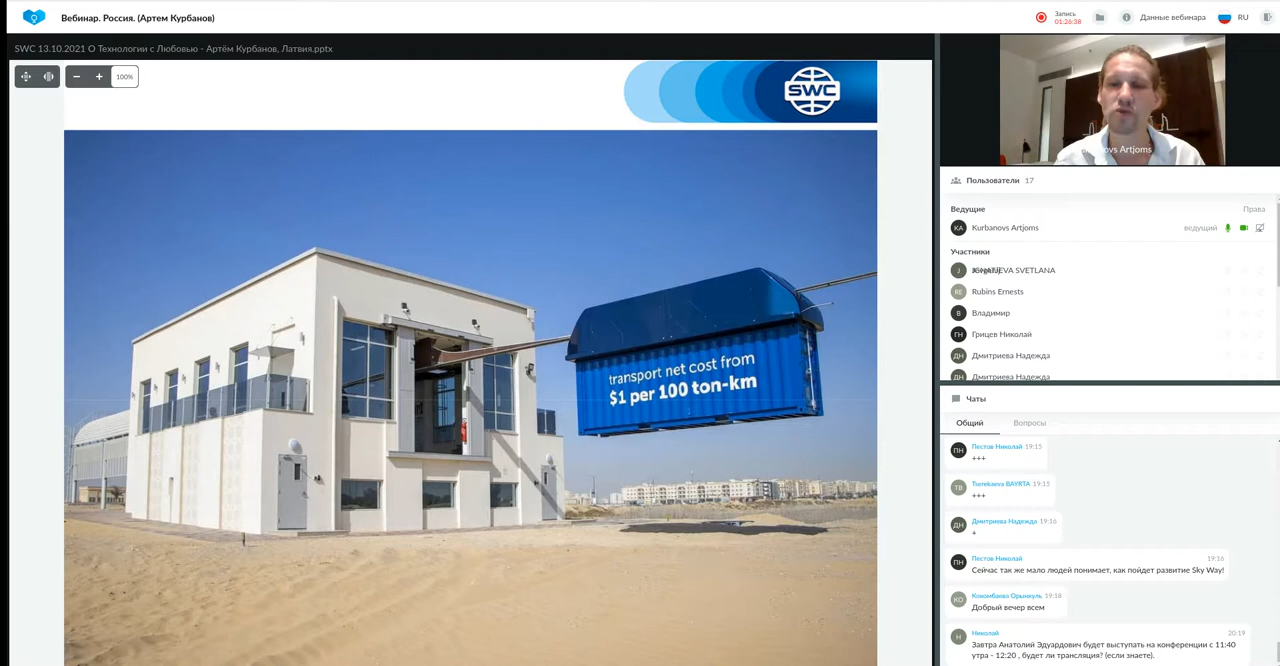 Вебинар. Россия. (Артем Курбанов)
Запись
01:26:38
Данные вебинара
RU
SWC 13.10.2021 О Технологии с Любовью - Артём Курбанов, Латвия.pptx
100%
SWC
transport net cost from
$1 per 100 ton-km
ovs Artjoms
Пользователи 17
Ведущие Права
KA Kurbanovs Artjoms ведущий
Участники
J SVETLANA
RE Rubins Ernests
В Владимир
ГН Грицев Николай
ДН Дмитриева Надежда
ДН Дмитриева Надежда
Чаты
Общий Вопросы
ПН Пестов Николай 19:15
+++
TB Tserekaeva BAYRTA 19:15
+++
ДН Дмитриева Надежда 19:16
+
ПН Пестов Николай 19:16
Сейчас так же мало людей понимает, как пойдет развитие Sky Way!
КО Кокомбаева Орынкуль 19:18
Добрый вечер всем
Н Николай 20:19
Завтра Анатолий Эдуардович будет выступать на конференции с 11:40
утра - 12:20 , будет ли трансляция? (если знаете).